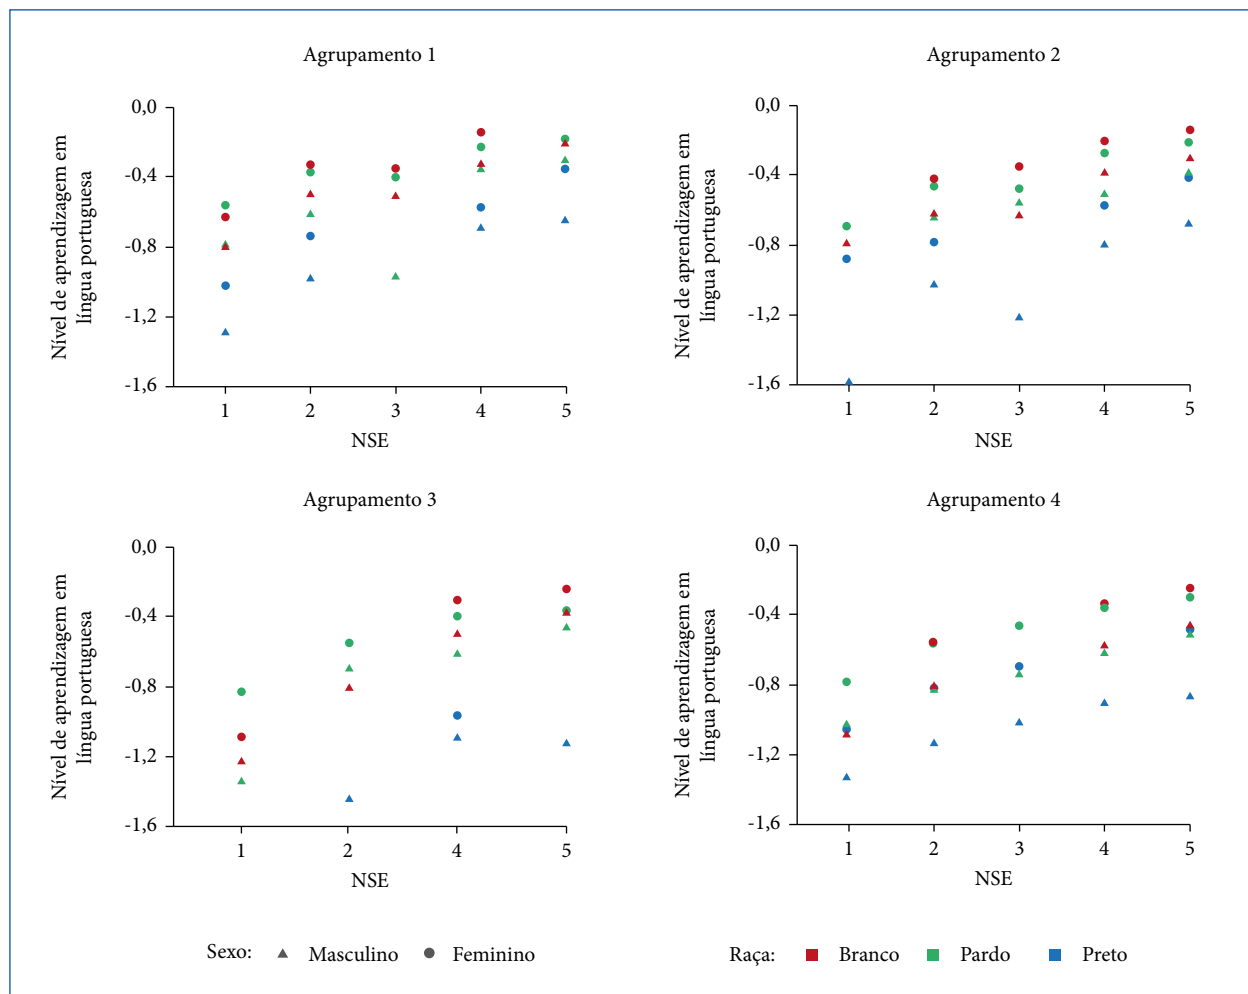 Agrupamento 1
Nível de aprendizagem em
língua portuguesa
0,0
-0,4
-0,8
-1,2
-1,6
1 2 3 4 5
NSE
Agrupamento 2
Nível de aprendizagem em
língua portuguesa
0,0
-0,4
-0,8
-1,2
-1,6
1 2 3 4 5
NSE
Agrupamento 3
Nível de aprendizagem em
língua portuguesa
0,0
-0,4
-0,8
-1,2
-1,6
1 2 4 5
NSE
Agrupamento 4
Nível de aprendizagem em
língua portuguesa
0,0
-0,4
-0,8
-1,2
-1,6
1 2 3 4 5
NSE
Sexo: Masculino Feminino
Raça: Branco Pardo Preto